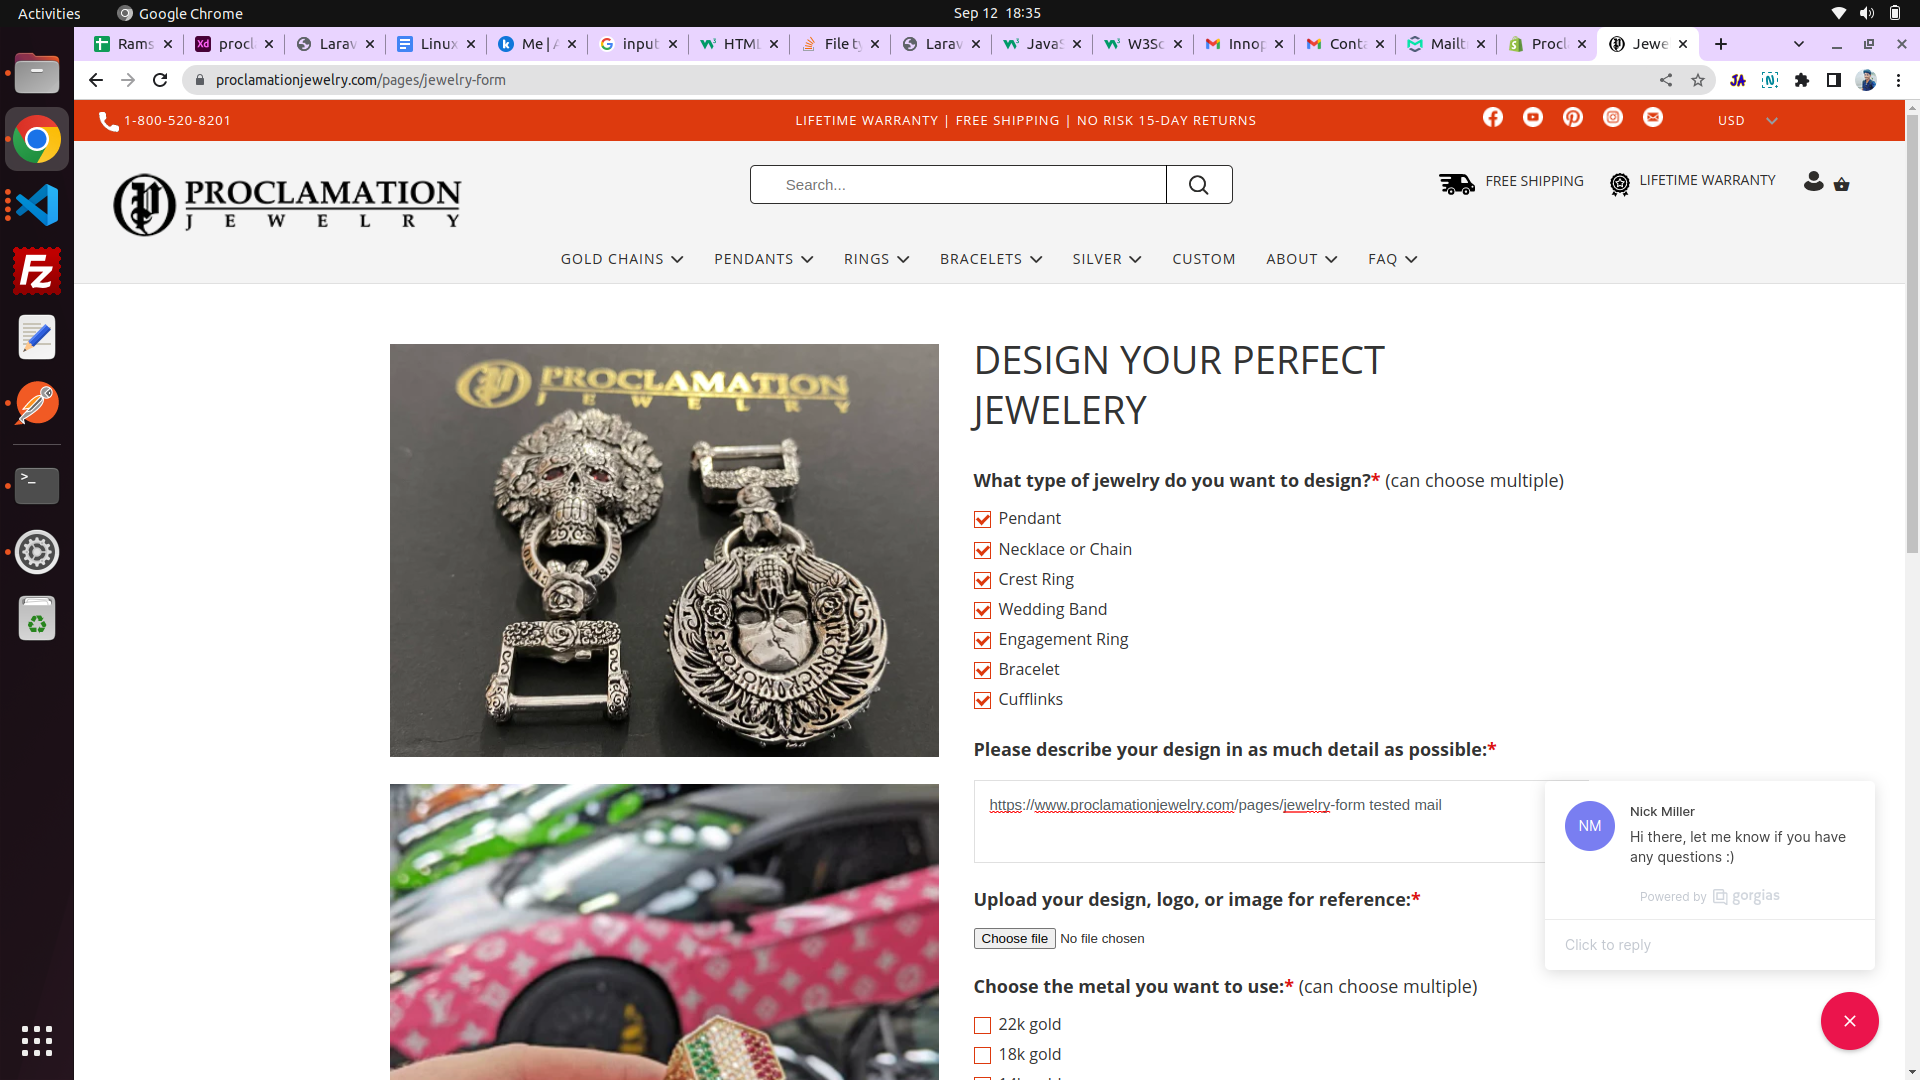 Activities
Google Chrome
Sep 12 18:35
Rams
procl
Larav
Linux
Me | A
input
HTML
File ty
Larav
JavaS
W3Sc
Innop
Conta
Mailt
Procl
Jewe
proclamationjewelry.com/pages/jewelry-form
1-800-520-8201
LIFETIME WARRANTY | FREE SHIPPING | NO RISK 15-DAY RETURNS
USD
PROCLAMATION
JEWELRY
Search...
FREE SHIPPING
LIFETIME WARRANTY
GOLD CHAINS
PENDANTS
RINGS
BRACELETS
SILVER
CUSTOM
ABOUT
FAQ
PROCLAMATION
JEWELRY
DESIGN YOUR PERFECT
JEWELERY
What type of jewelry do you want to design?* (can choose multiple)
Pendant
Necklace or Chain
Crest Ring
Wedding Band
Engagement Ring
Bracelet
Cufflinks
Please describe your design in as much detail as possible:*
https://www.proclamationjewelry.com/pages/jewelry-form tested mail
Upload your design, logo, or image for reference:*
Choose file No file chosen
Choose the metal you want to use:* (can choose multiple)
22k gold
18k gold
NM
Nick Miller
Hi there, let me know if you have
any questions :)
Powered by gorgias
Click to reply